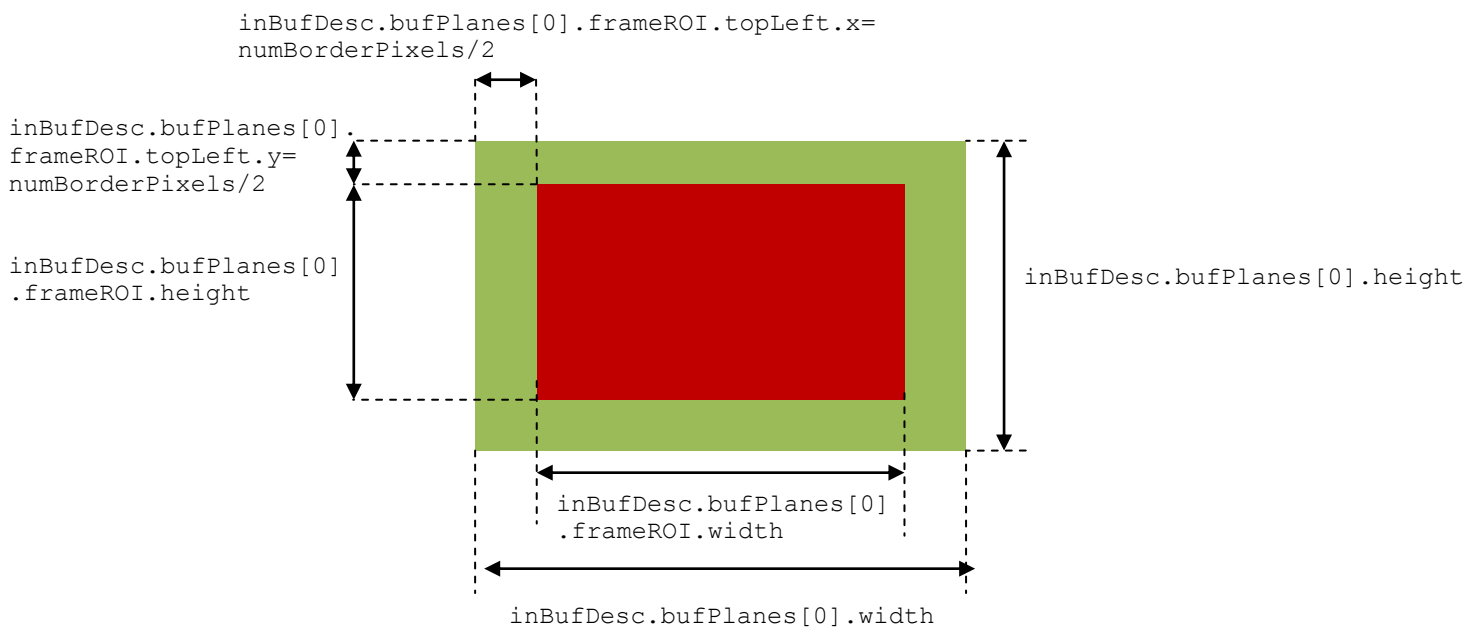 inBufDesc.bufPlanes[0].frameROI.topLeft.x=
numBorderPixels/2
inBufDesc.bufPlanes[0].
frameROI.topLeft.y=
numBorderPixels/2
inBufDesc.bufPlanes[0]
.frameROI.height
inBufDesc.bufPlanes[0].height
inBufDesc.bufPlanes[0]
.frameROI.width
inBufDesc.bufPlanes[0].width